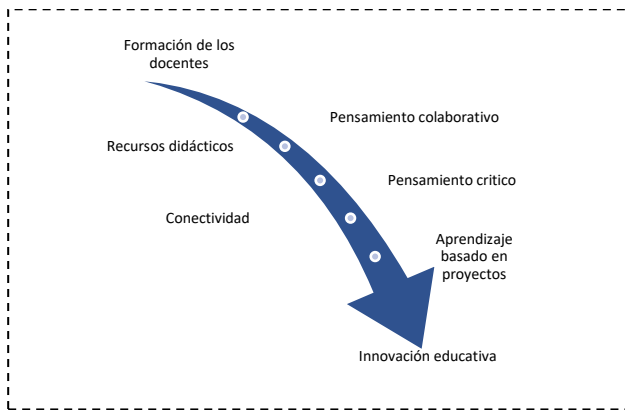 Formación de los
docentes
Pensamiento colaborativo
Recursos didácticos
Pensamiento critico
Conectividad
Aprendizaje
basado en
proyectos
Innovación educativa